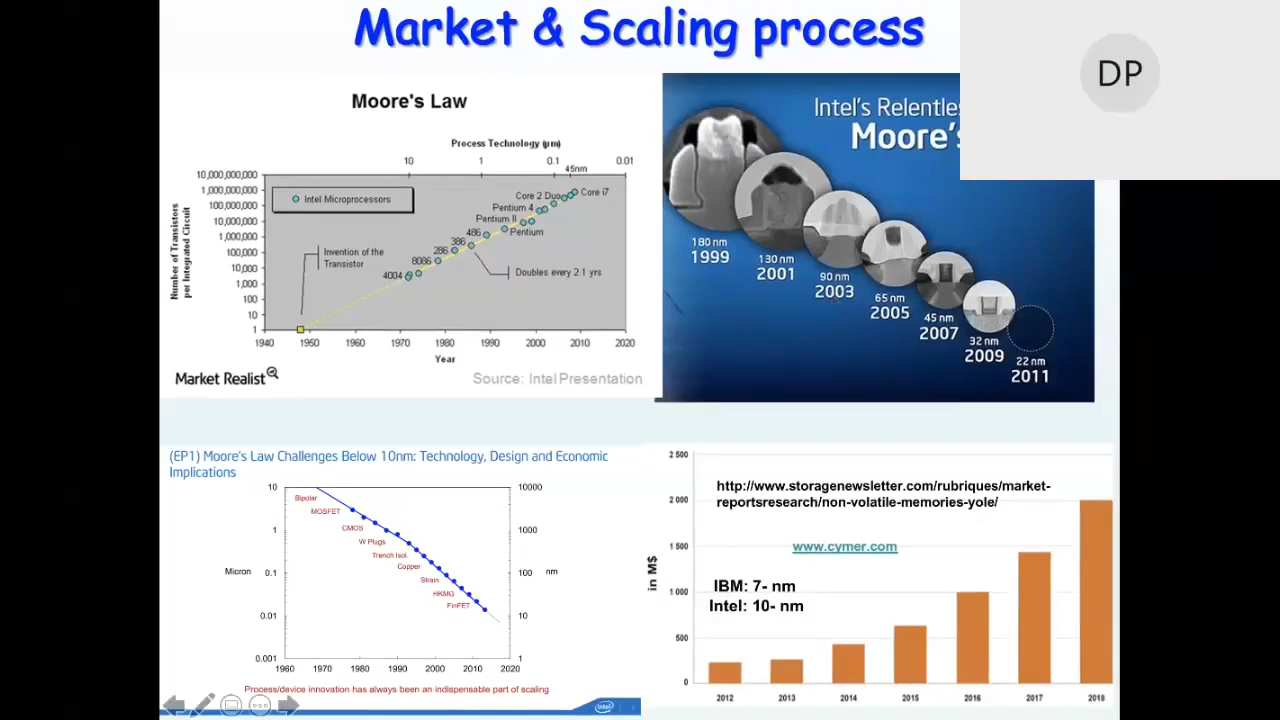 Market & Scaling process
DP
Moore's Law
Process Technology (µm)
10 1 0.1 0.01
45nm
10,000,000,000
1,000,000,000
100,000,000
10,000,000
1,000,000
100,000
10,000
1,000
100
10
1
Number of Transistors
per Integrated Circuit
Intel Microprocessors
Invention of the
Transistor
4004
8086
286
386
486
Pentium
Pentium II
Pentium 4
Core 2 Duo
Core i7
Doubles every 2.1 yrs
1940 1950 1960 1970 1980 1990 2000 2010 2020
Year
Market Realist
Source: Intel Presentation
Intel's Relentles
Moore's
180 nm
1999
130 nm
2001
90 nm
2003
65 nm
2005
45 nm
2007
32 nm
2009
22 nm
2011
(EP1) Moore's Law Challenges Below 10nm: Technology, Design and Economic
Implications
10
1
0.1
0.01
0.001
Micron
10000
1000
100
10
1
nm
Bipolar
MOSFET
CMOS
W Plugs
Trench Isol.
Copper
Strain
HKMG
FinFET
1960 1970 1980 1990 2000 2010 2020
Process/device innovation has always been an indispensable part of scaling
intel
2 500
2 000
1 500
1 000
500
0
in M$
http://www.storagenewsletter.com/rubriques/market-
reportsresearch/non-volatile-memories-yole/
www.cymer.com
IBM: 7- nm
Intel: 10- nm
2012 2013 2014 2015 2016 2017 2018